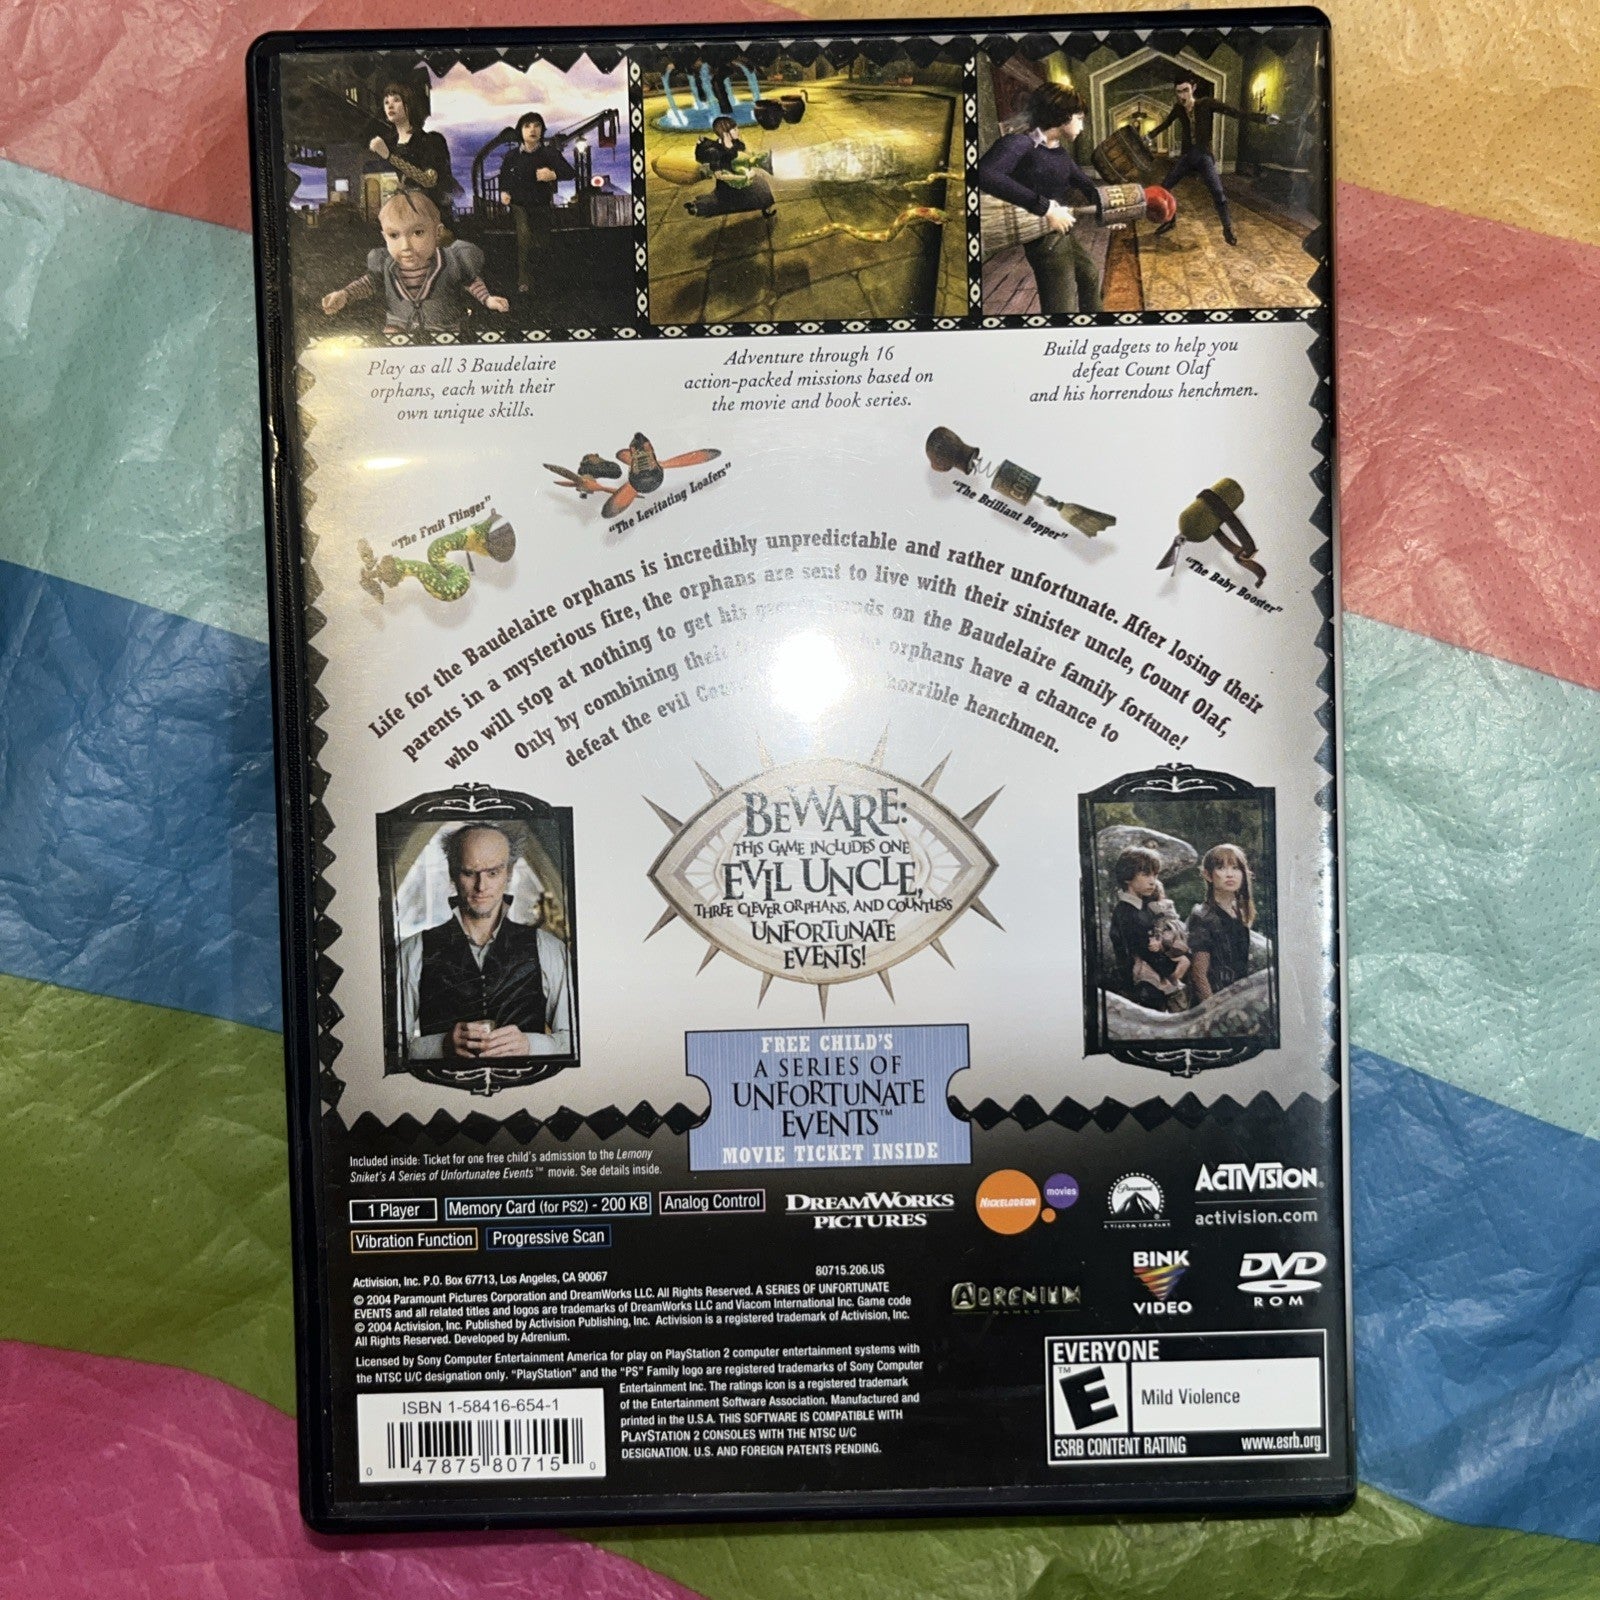 Play as all 3 Baudelaire
orphans, each with their
own unique skills.
Adventure through 16
action-packed missions based on
the movie and book series.
Build gadgets to help you
defeat Count Olaf
and his horrendous henchmen.
"The Fruit Flinger"
"The Levitating Loafers"
"The Brilliant Bopper"
"The Baby Booster"
Life for the Baudelaire orphans is incredibly unpredictable and rather unfortunate. After losing their
parents in a mysterious fire, the orphans are sent to live with their sinister uncle, Count Olaf,
who will stop at nothing to get his hands on the Baudelaire family fortune!
Only by combining their orphans have a chance to
defeat the evil horrible henchmen.
BEWARE:
THIS GAME INCLUDES ONE
EVIL UNCLE,
THREE CLEVER ORPHANS, AND COUNTLESS
UNFORTUNATE
EVENTS!
FREE CHILD'S
A SERIES OF
UNFORTUNATE
EVENTS™
MOVIE TICKET INSIDE
Included inside: Ticket for one free child's admission to the Lemony
Sniket's A Series of Unfortunatee Events™ movie. See details inside.
1 Player
Memory Card (for PS2) - 200 KB
Analog Control
Vibration Function
Progressive Scan
DREAMWORKS
PICTURES
NICKELODEON
movies
Paramount
A VIACOM COMPANY
ACTIVISION®
activision.com
ADRENIUM
GAMES
BINK
VIDEO
DVD
ROM
80715.206.US
Activision, Inc. P.O. Box 67713, Los Angeles, CA 90067
© 2004 Paramount Pictures Corporation and DreamWorks LLC. All Rights Reserved. A SERIES OF UNFORTUNATE
EVENTS and all related titles and logos are trademarks of DreamWorks LLC and Viacom International Inc. Game code
© 2004 Activision, Inc. Published by Activision Publishing, Inc. Activision is a registered trademark of Activision, Inc.
All Rights Reserved. Developed by Adrenium.
Licensed by Sony Computer Entertainment America for play on PlayStation 2 computer entertainment systems with
the NTSC U/C designation only. "PlayStation" and the "PS" Family logo are registered trademarks of Sony Computer
Entertainment Inc. The ratings icon is a registered trademark
of the Entertainment Software Association. Manufactured and
printed in the U.S.A. THIS SOFTWARE IS COMPATIBLE WITH
PLAYSTATION 2 CONSOLES WITH THE NTSC U/C
DESIGNATION. U.S. AND FOREIGN PATENTS PENDING.
ISBN 1-58416-654-1
0 47875 80715 0
EVERYONE
™
E
Mild Violence
ESRB CONTENT RATING
www.esrb.org